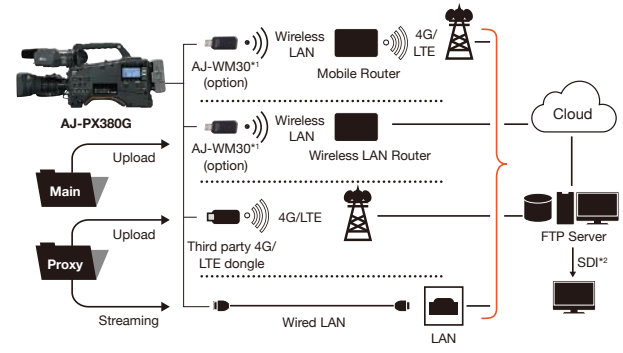 AJ-PX380G
Upload
Main
Upload
Proxy
Streaming
AJ-WM30*1
(option)
Wireless
LAN
Mobile Router
4G/
LTE
AJ-WM30*1
(option)
Wireless
LAN
Wireless LAN Router
Third party 4G/
LTE dongle
4G/LTE
Wired LAN
LAN
Cloud
FTP Server
SDI*2